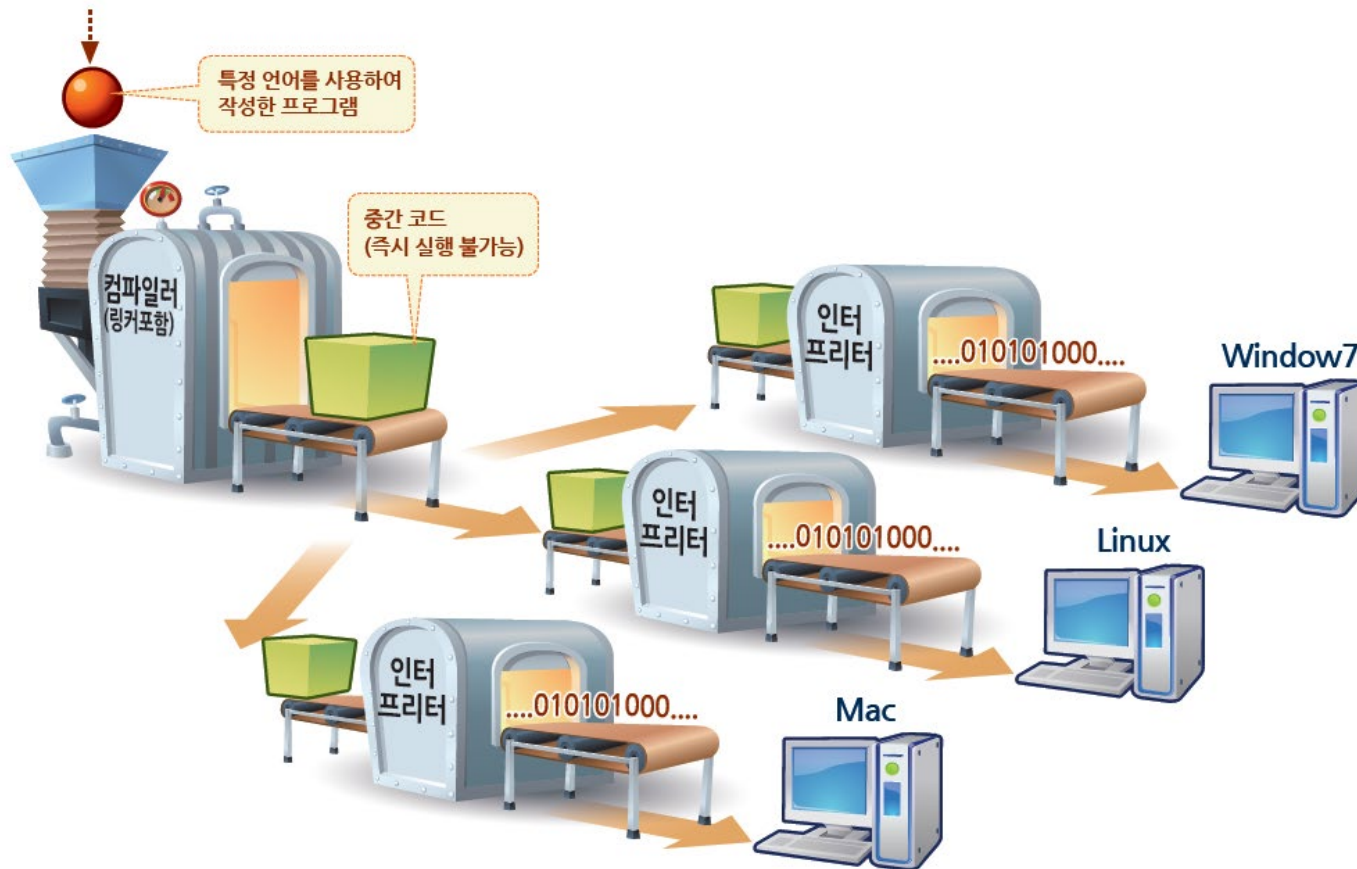 특정 언어를 사용하여
작성한 프로그램
중간 코드
(즉시 실행 불가능)
컴파일러
(링커포함)
인터
프리터
....010101000....
Window7
인터
프리터
....010101000....
Linux
인터
프리터
....010101000....
Mac